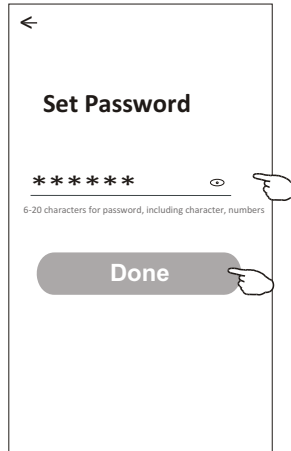 Set Password
******
6-20 characters for password, including character, numbers
Done